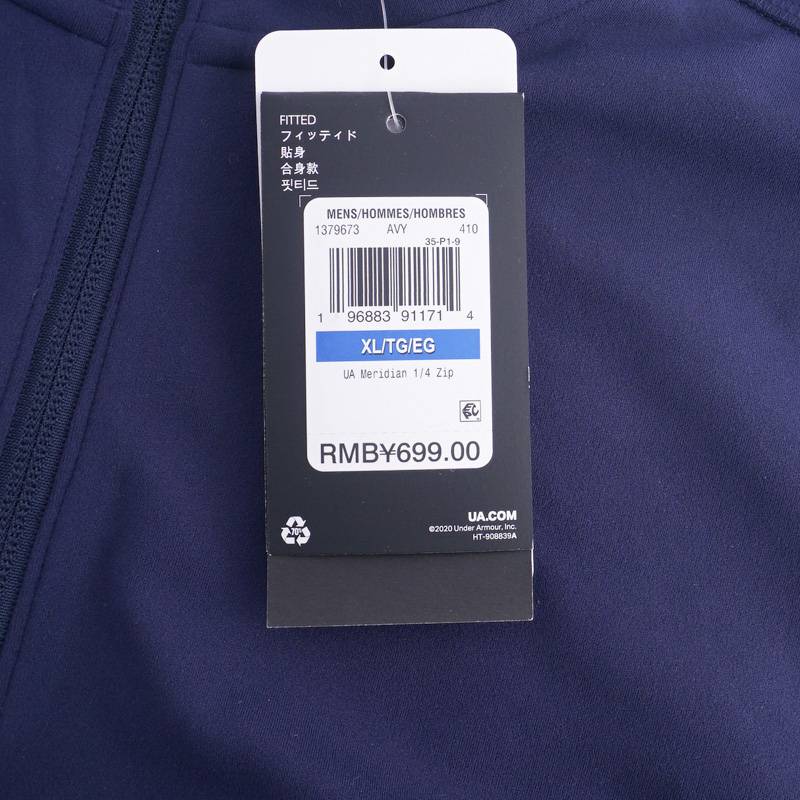 FITTED
フィッティド
貼身
合身款
핏티드
MENS/HOMMES/HOMBRES
1379673 AVY 410
35-P1-9
1 96883 91171 4
XL/TG/EG
UA Meridian 1/4 Zip
RMB¥699.00
70%
UA.COM
©2020 Under Armour, Inc.
HT-908839A